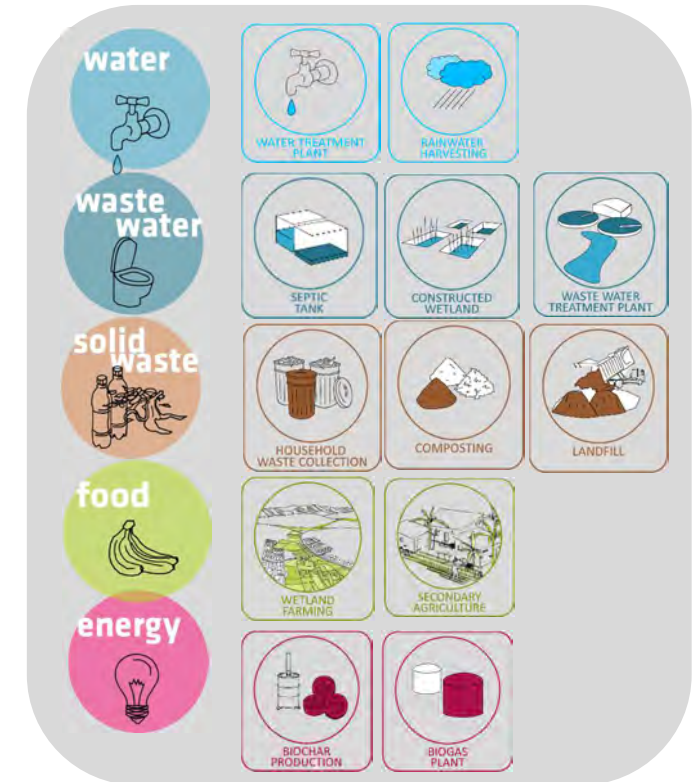 water
WATER TREATMENT
PLANT
RAINWATER
HARVESTING
waste
water
SEPTIC
TANK
CONSTRUCTED
WETLAND
WASTE WATER
TREATMENT PLANT
solid
waste
HOUSEHOLD
WASTE COLLECTION
COMPOSTING
LANDFILL
food
WETLAND
FARMING
SECONDARY
AGRICULTURE
energy
BIOCHAR
PRODUCTION
BIOGAS
PLANT